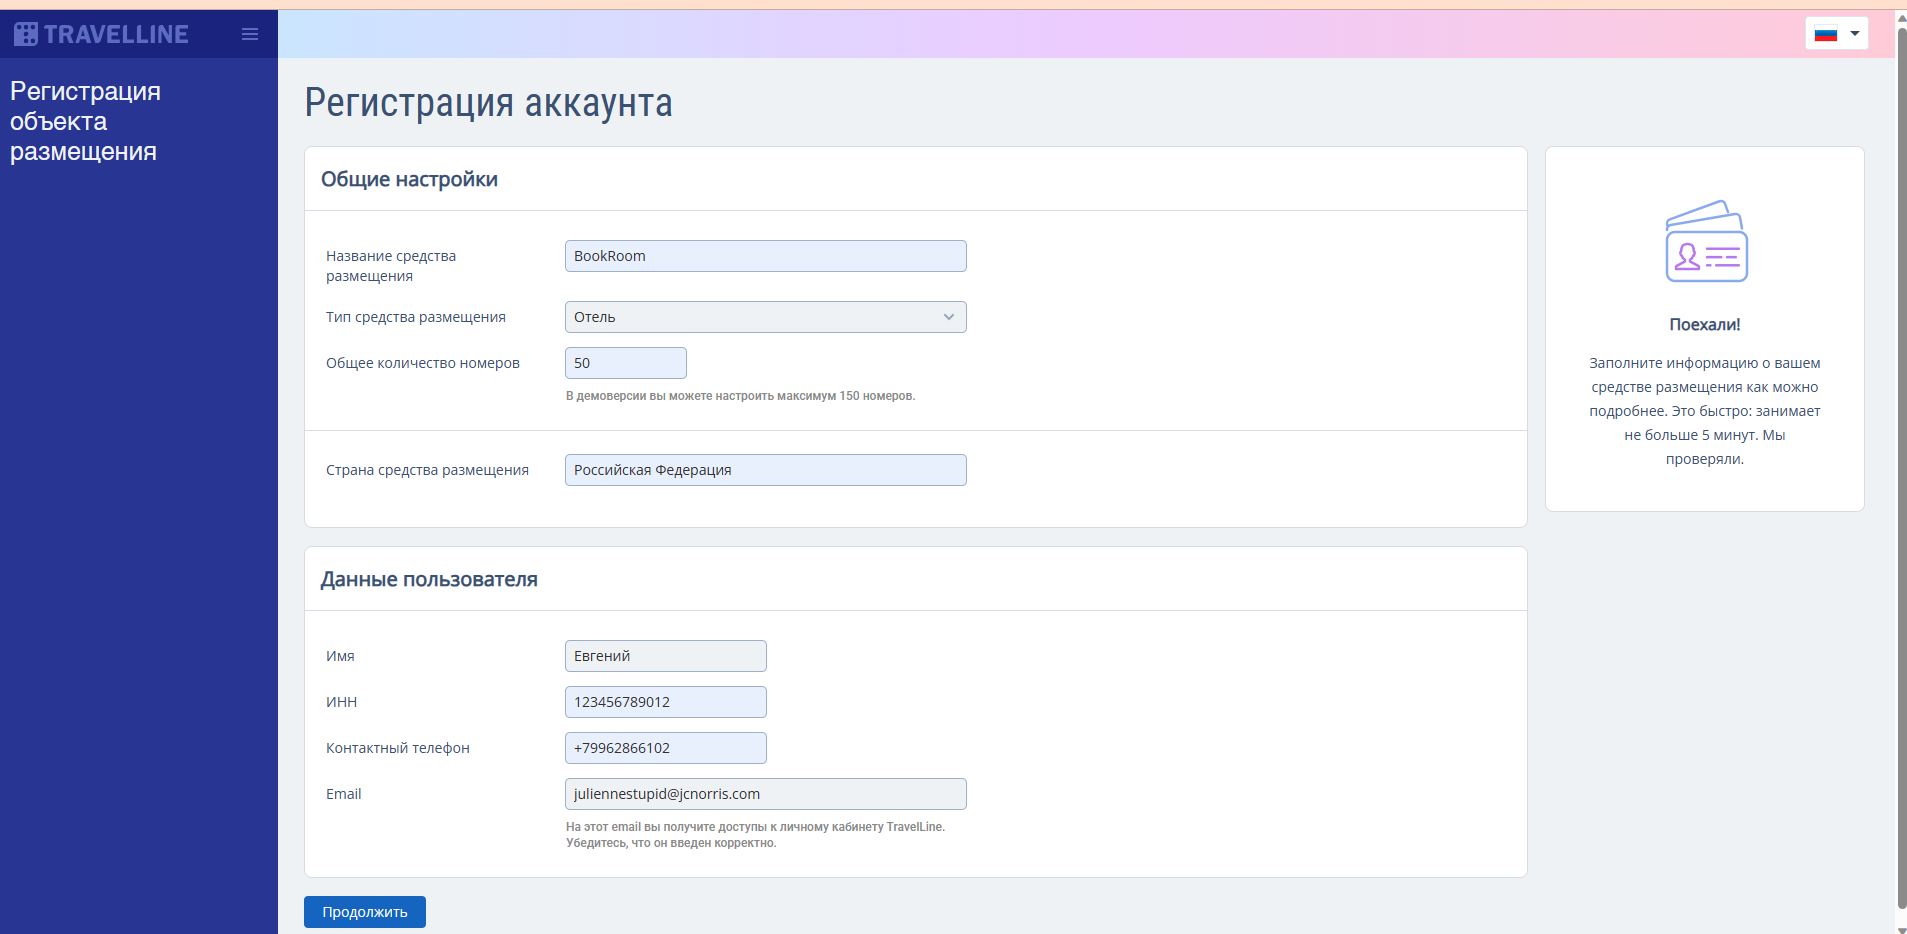 TRAVELLINE
Регистрация
объекта
размещения
Регистрация аккаунта
Общие настройки
Название средства
размещения
BookRoom
Тип средства размещения
Отель
Общее количество номеров
50
В демоверсии вы можете настроить максимум 150 номеров.
Страна средства размещения
Российская Федерация
Данные пользователя
Имя
Евгений
ИНН
123456789012
Контактный телефон
+79962866102
Email
juliennestupid@jcnorris.com
На этот email вы получите доступы к личному кабинету TravelLine.
Убедитесь, что он введен корректно.
Продолжить
Поехали!
Заполните информацию о вашем
средстве размещения как можно
подробнее. Это быстро: занимает
не больше 5 минут. Мы
проверяли.